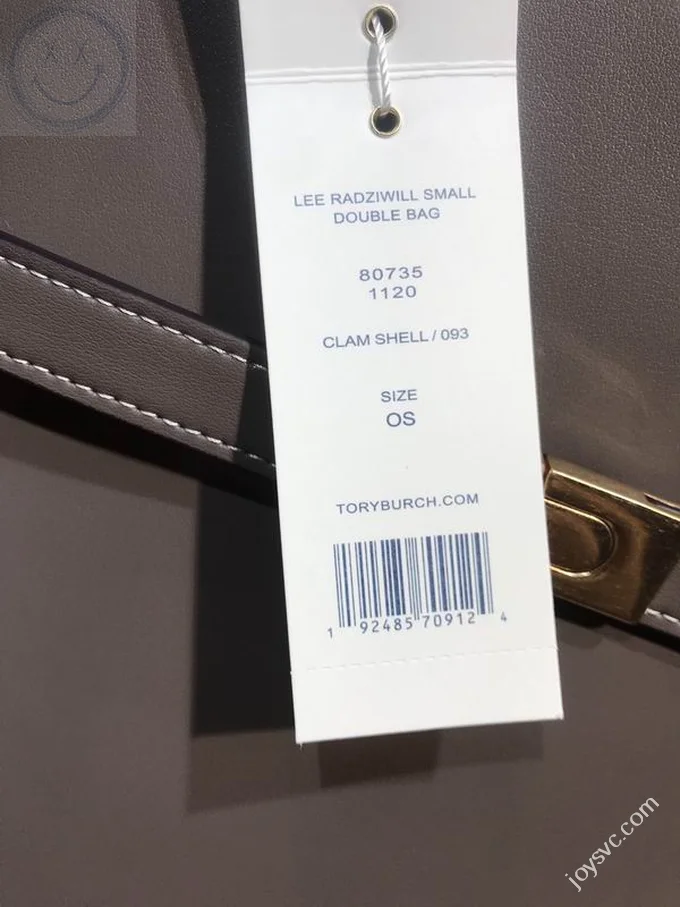 LEE RADZIWILL SMALL
DOUBLE BAG
80735
1120
CLAM SHELL / 093
SIZE
OS
TORYBURCH.COM
1 92485 70912 4
joysvc.com